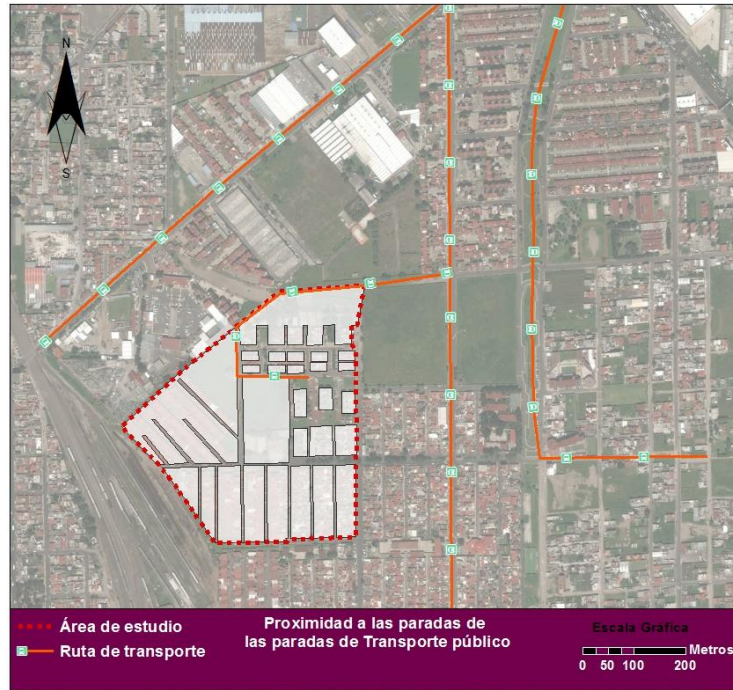 N
S
Área de estudio
Ruta de transporte
Proximidad a las paradas de
las paradas de Transporte público
Escala Gráfica
Metros
0 50 100 200